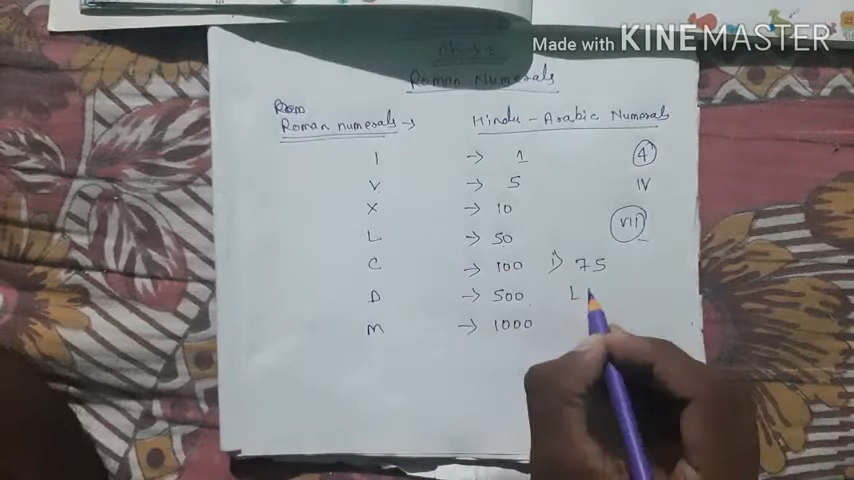 Made with KINEMASTER
Roman Numerals
Roman numerals → Hindu - Arabic Numerals
I → 1 4
V → 5 IV
X → 10 VII
L → 50
C → 100 1) 75
D → 500 L
M → 1000